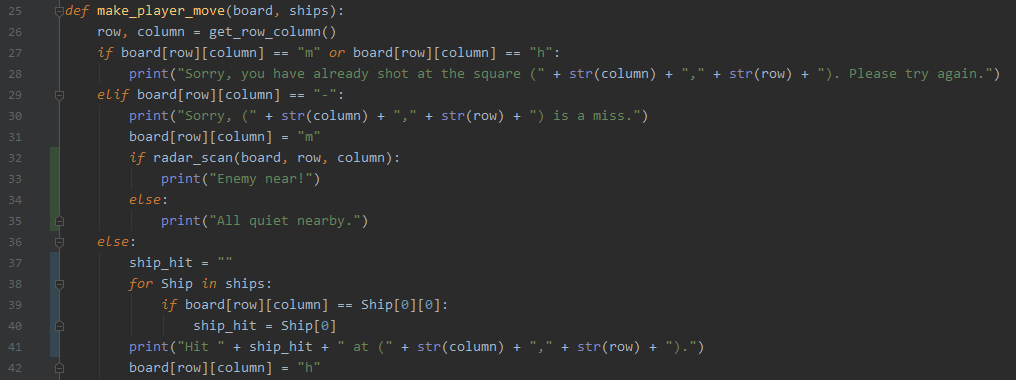 25 def make_player_move(board, ships):
26     row, column = get_row_column()
27     if board[row][column] == "m" or board[row][column] == "h":
28         print("Sorry, you have already shot at the square (" + str(column) + "," + str(row) + "). Please try again.")
29     elif board[row][column] == "-":
30         print("Sorry, (" + str(column) + "," + str(row) + ") is a miss.")
31         board[row][column] = "m"
32         if radar_scan(board, row, column):
33             print("Enemy near!")
34         else:
35             print("All quiet nearby.")
36     else:
37         ship_hit = ""
38         for Ship in ships:
39             if board[row][column] == Ship[0][0]:
40                 ship_hit = Ship[0]
41         print("Hit " + ship_hit + " at (" + str(column) + "," + str(row) + ").")
42         board[row][column] = "h"